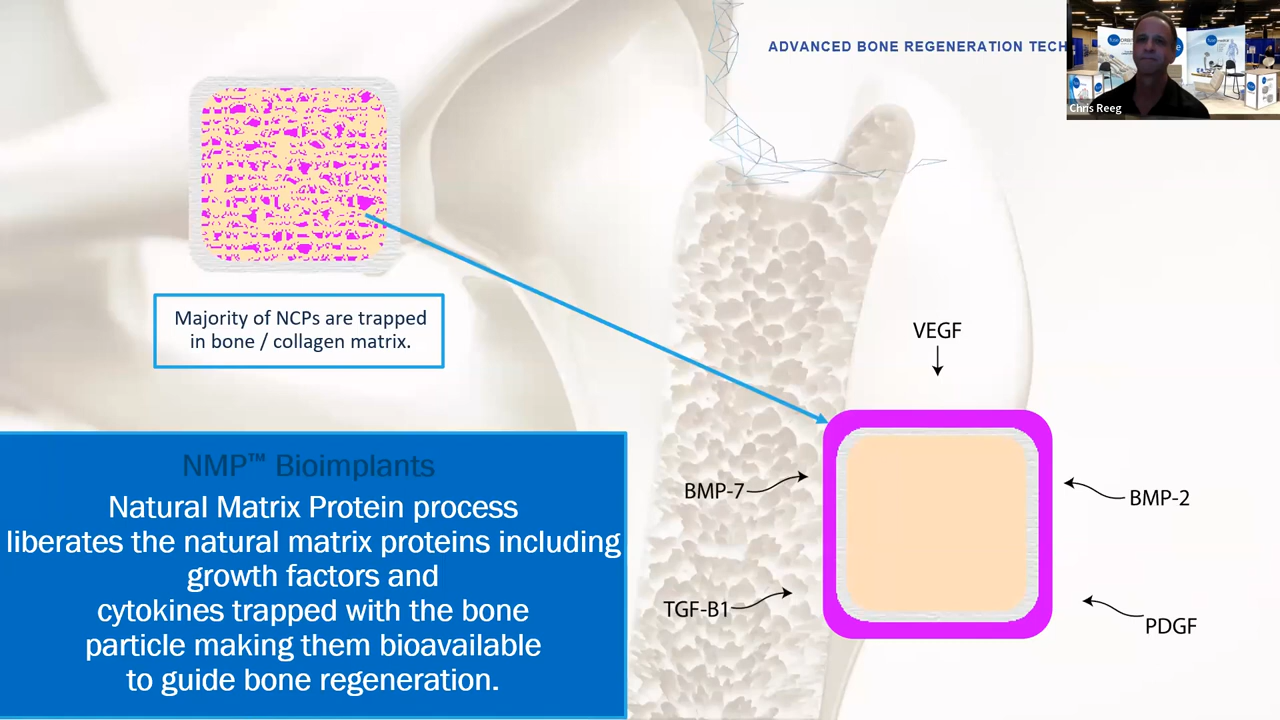 ADVANCED BONE REGENERATION TECH
Chris Reeg
Majority of NCPs are trapped
in bone / collagen matrix.
VEGF
BMP-7
BMP-2
TGF-B1
PDGF
NMP™ Bioimplants
Natural Matrix Protein process
liberates the natural matrix proteins including
growth factors and
cytokines trapped with the bone
particle making them bioavailable
to guide bone regeneration.